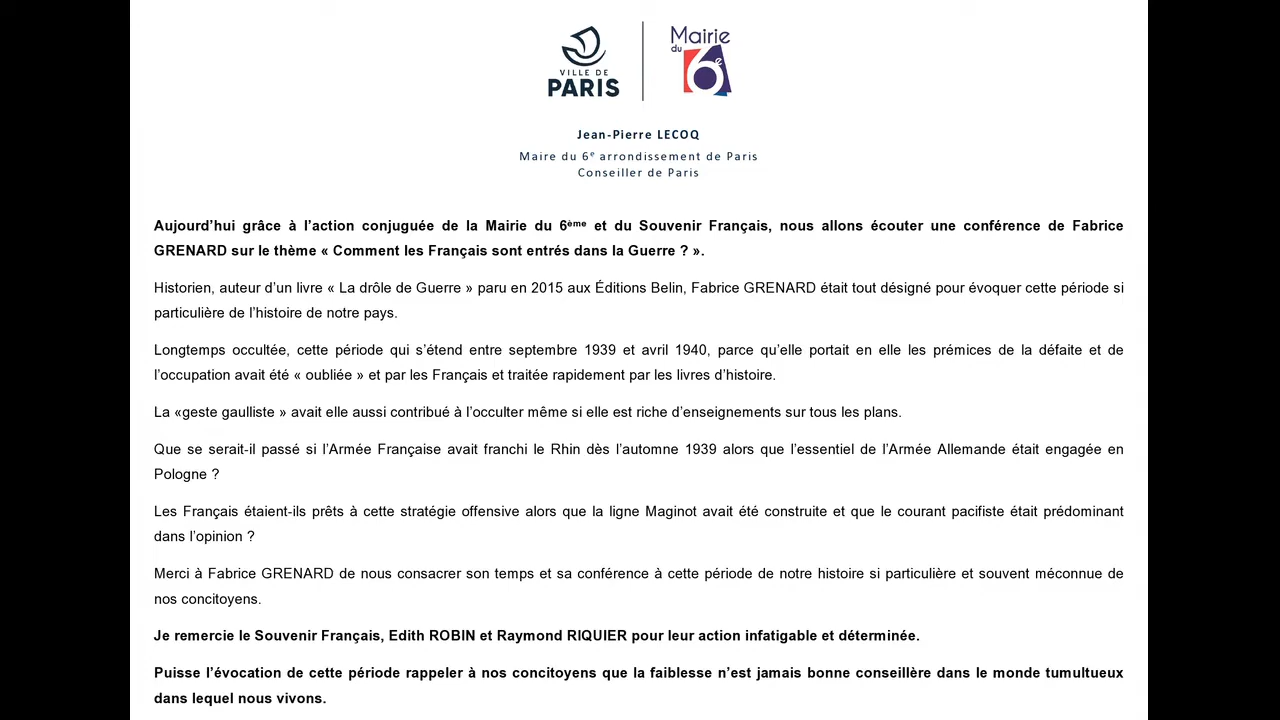 VILLE DE
PARIS
Mairie
du
6e
Jean-Pierre LECOQ
Maire du 6e arrondissement de Paris
Conseiller de Paris
Aujourd’hui grâce à l’action conjuguée de la Mairie du 6ème et du Souvenir Français, nous allons écouter une conférence de Fabrice
GRENARD sur le thème « Comment les Français sont entrés dans la Guerre ? ».
Historien, auteur d’un livre « La drôle de Guerre » paru en 2015 aux Éditions Belin, Fabrice GRENARD était tout désigné pour évoquer cette période si
particulière de l’histoire de notre pays.
Longtemps occultée, cette période qui s’étend entre septembre 1939 et avril 1940, parce qu’elle portait en elle les prémices de la défaite et de
l’occupation avait été « oubliée » et par les Français et traitée rapidement par les livres d’histoire.
La «geste gaulliste » avait elle aussi contribué à l’occulter même si elle est riche d’enseignements sur tous les plans.
Que se serait-il passé si l’Armée Française avait franchi le Rhin dès l’automne 1939 alors que l’essentiel de l’Armée Allemande était engagée en
Pologne ?
Les Français étaient-ils prêts à cette stratégie offensive alors que la ligne Maginot avait été construite et que le courant pacifiste était prédominant
dans l’opinion ?
Merci à Fabrice GRENARD de nous consacrer son temps et sa conférence à cette période de notre histoire si particulière et souvent méconnue de
nos concitoyens.
Je remercie le Souvenir Français, Edith ROBIN et Raymond RIQUIER pour leur action infatigable et déterminée.
Puisse l’évocation de cette période rappeler à nos concitoyens que la faiblesse n’est jamais bonne conseillère dans le monde tumultueux
dans lequel nous vivons.